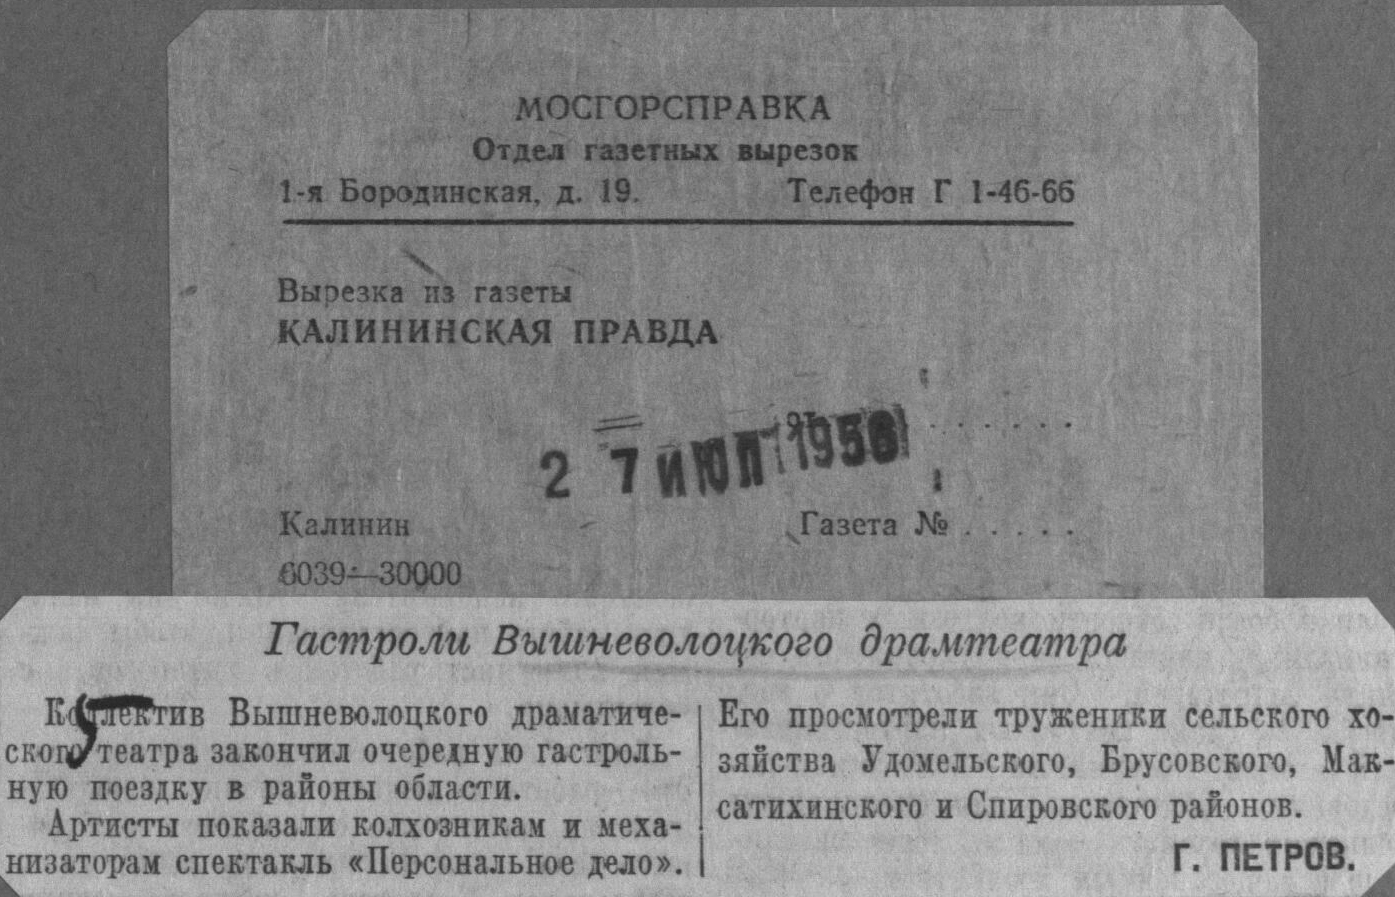 МОСГОРСПРАВКА
Отдел газетных вырезок
1-я Бородинская, д. 19. Телефон Г 1-46-66
Вырезка из газеты
КАЛИНИНСКАЯ ПРАВДА
от . . . . . .
2 7 ИЮЛ 1956
Калинин Газета № . . . . .
6039—30000
Гастроли Вышневолоцкого драмтеатра
Коллектив Вышневолоцкого драматиче-
ского театра закончил очередную гастроль-
ную поездку в районы области.
Артисты показали колхозникам и меха-
низаторам спектакль «Персональное дело».
Его просмотрели труженики сельского хо-
зяйства Удомельского, Брусовского, Мак-
сатихинского и Спировского районов.
Г. ПЕТРОВ.